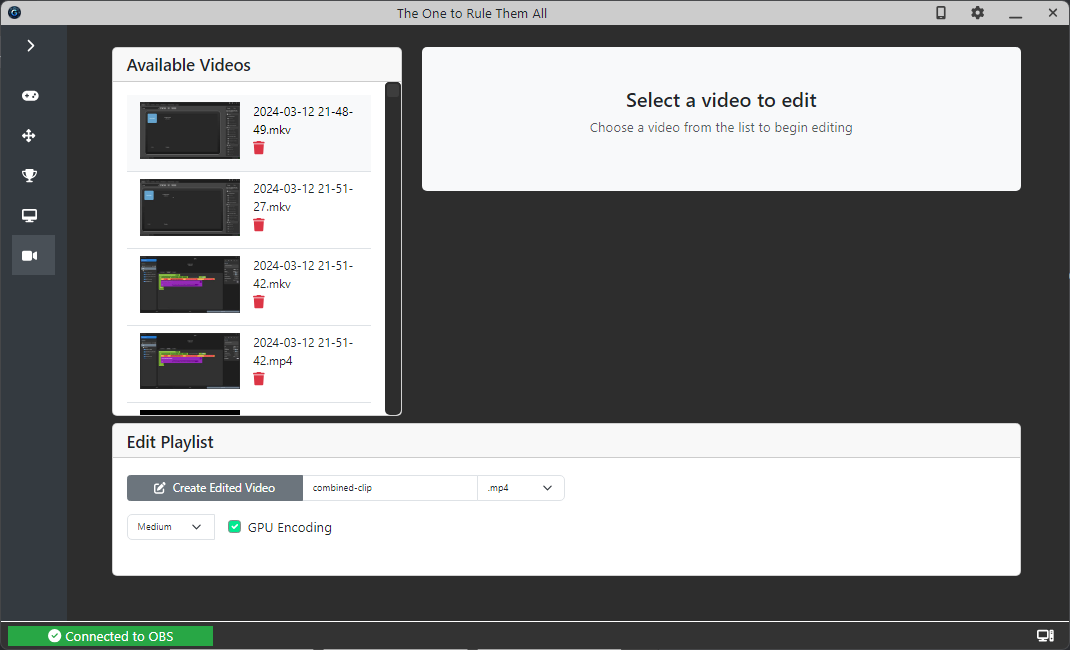 The One to Rule Them All
Available Videos
2024-03-12 21-48-
49.mkv
2024-03-12 21-51-
27.mkv
2024-03-12 21-51-
42.mkv
2024-03-12 21-51-
42.mp4
Select a video to edit
Choose a video from the list to begin editing
Edit Playlist
Create Edited Video
combined-clip
.mp4
Medium
GPU Encoding
Connected to OBS